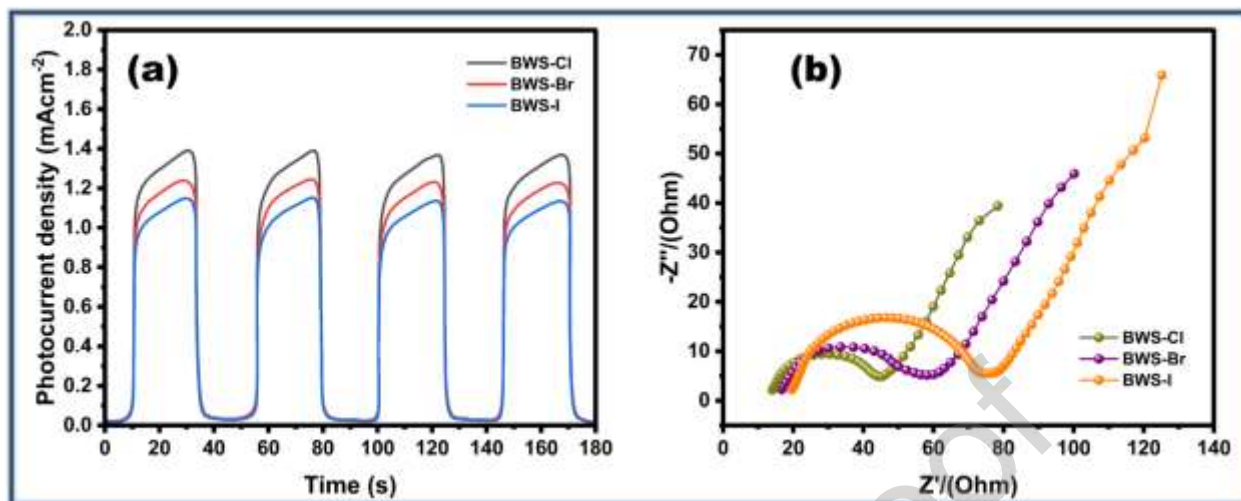 (a)
BWS-Cl
BWS-Br
BWS-I
Photocurrent density (mAcm⁻²)
2.0
1.8
1.6
1.4
1.2
1.0
0.8
0.6
0.4
0.2
0.0
0 20 40 60 80 100 120 140 160 180
Time (s)
(b)
-Z''/(Ohm)
70
60
50
40
30
20
10
0
BWS-Cl
BWS-Br
BWS-I
0 20 40 60 80 100 120 140
Z'/(Ohm)